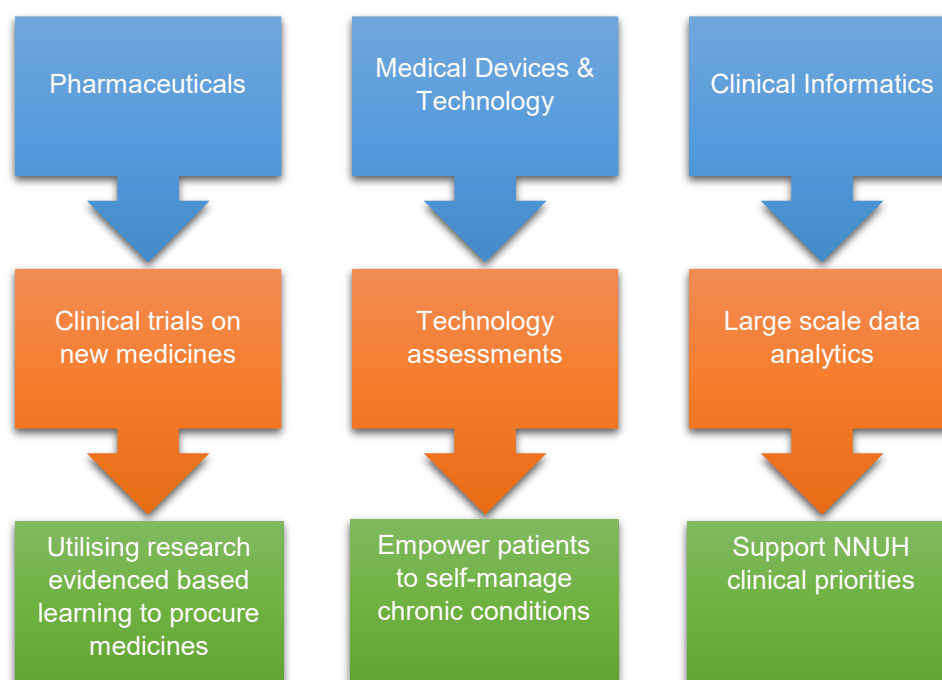 Pharmaceuticals
Medical Devices &
Technology
Clinical Informatics
Clinical trials on
new medicines
Technology
assessments
Large scale data
analytics
Utilising research
evidenced based
learning to procure
medicines
Empower patients
to self-manage
chronic conditions
Support NNUH
clinical priorities